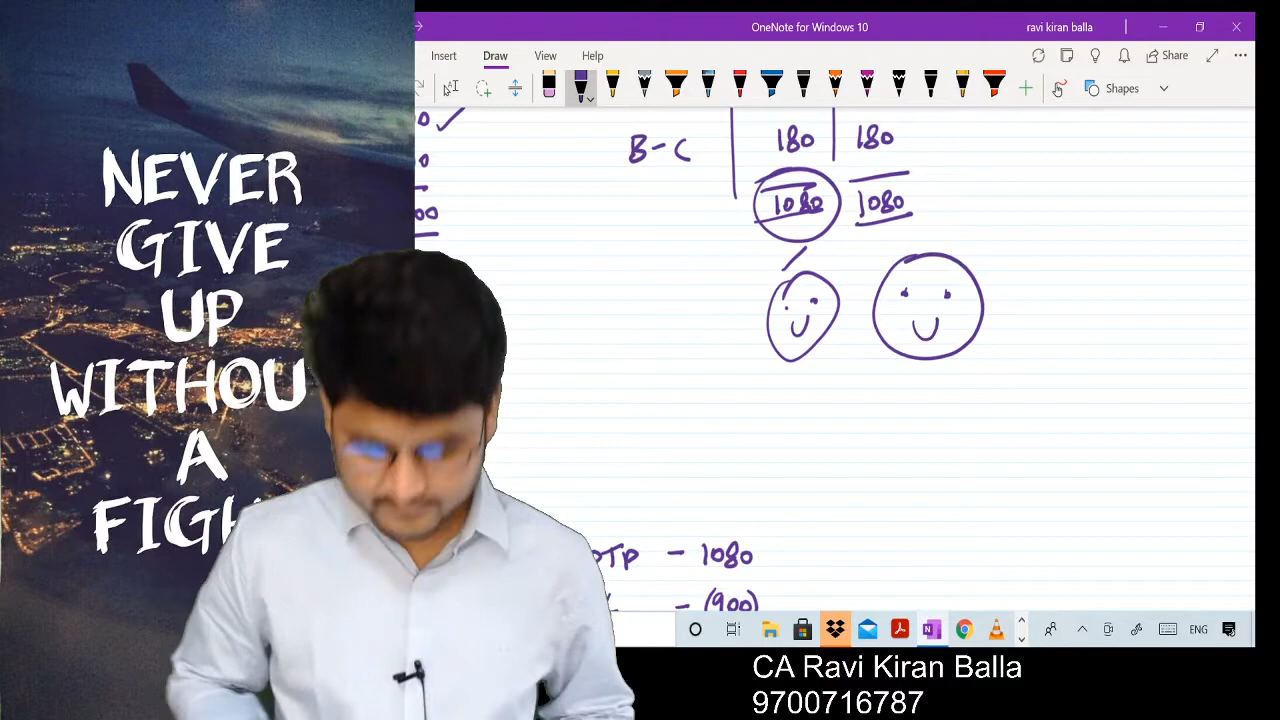 NEVER
GIVE
UP
WITHOU
A
FIGH
OneNote for Windows 10
ravi kiran balla
Insert Draw View Help
Share
Shapes
B-C 180 180
1080 1080
OTP - 1080
- (900)
ENG
CA Ravi Kiran Balla
9700716787